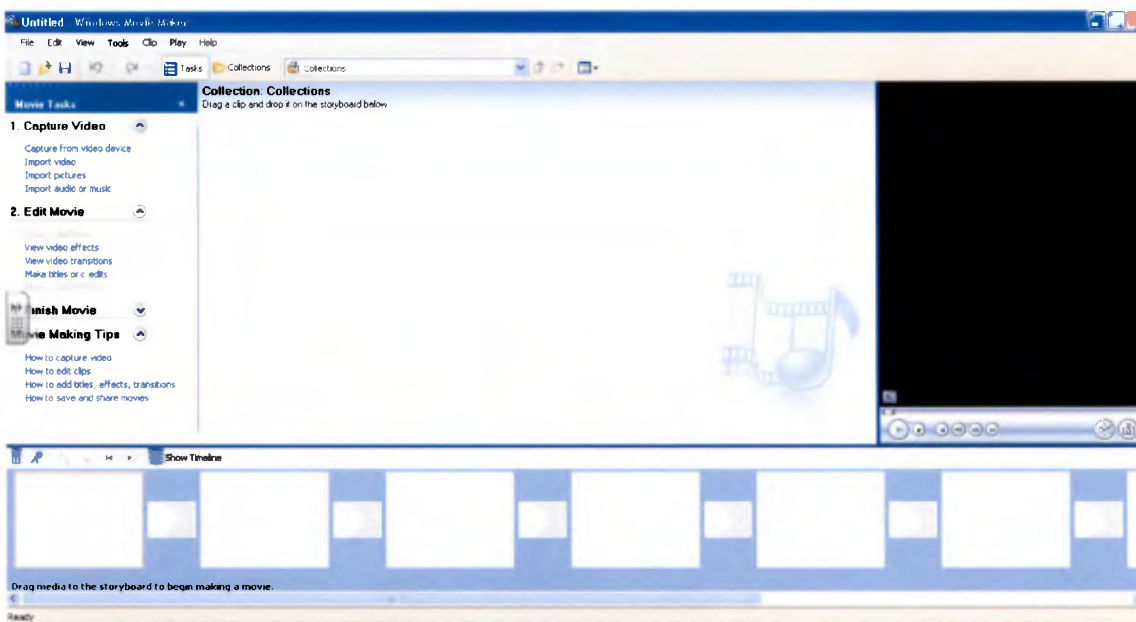 Untitled - Windows Movie Maker
File Edit View Tools Clip Play Help
Tasks Collections Collections
Movie Tasks
Collection: Collections
Drag a clip and drop it on the storyboard below
1. Capture Video
Capture from video device
Import video
Import pictures
Import audio or music
2. Edit Movie
View video effects
View video transitions
Make titles or c edits
inish Movie
Making Tips
How to capture video
How to edit clips
How to add titles, effects, transitions
How to save and share movies
Show Timeline
Drag media to the storyboard to begin making a movie.
Ready